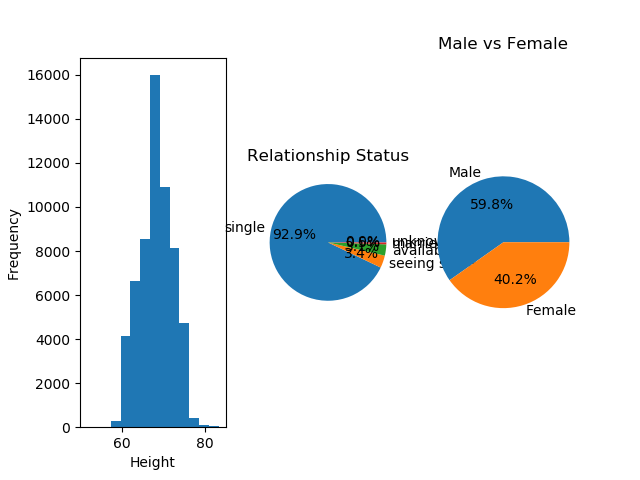 Male vs Female
Relationship Status
16000
14000
12000
10000
8000
6000
4000
2000
0
Frequency
60
80
Height
single
92.9%
3.4%
seeing s
Male
59.8%
40.2%
Female